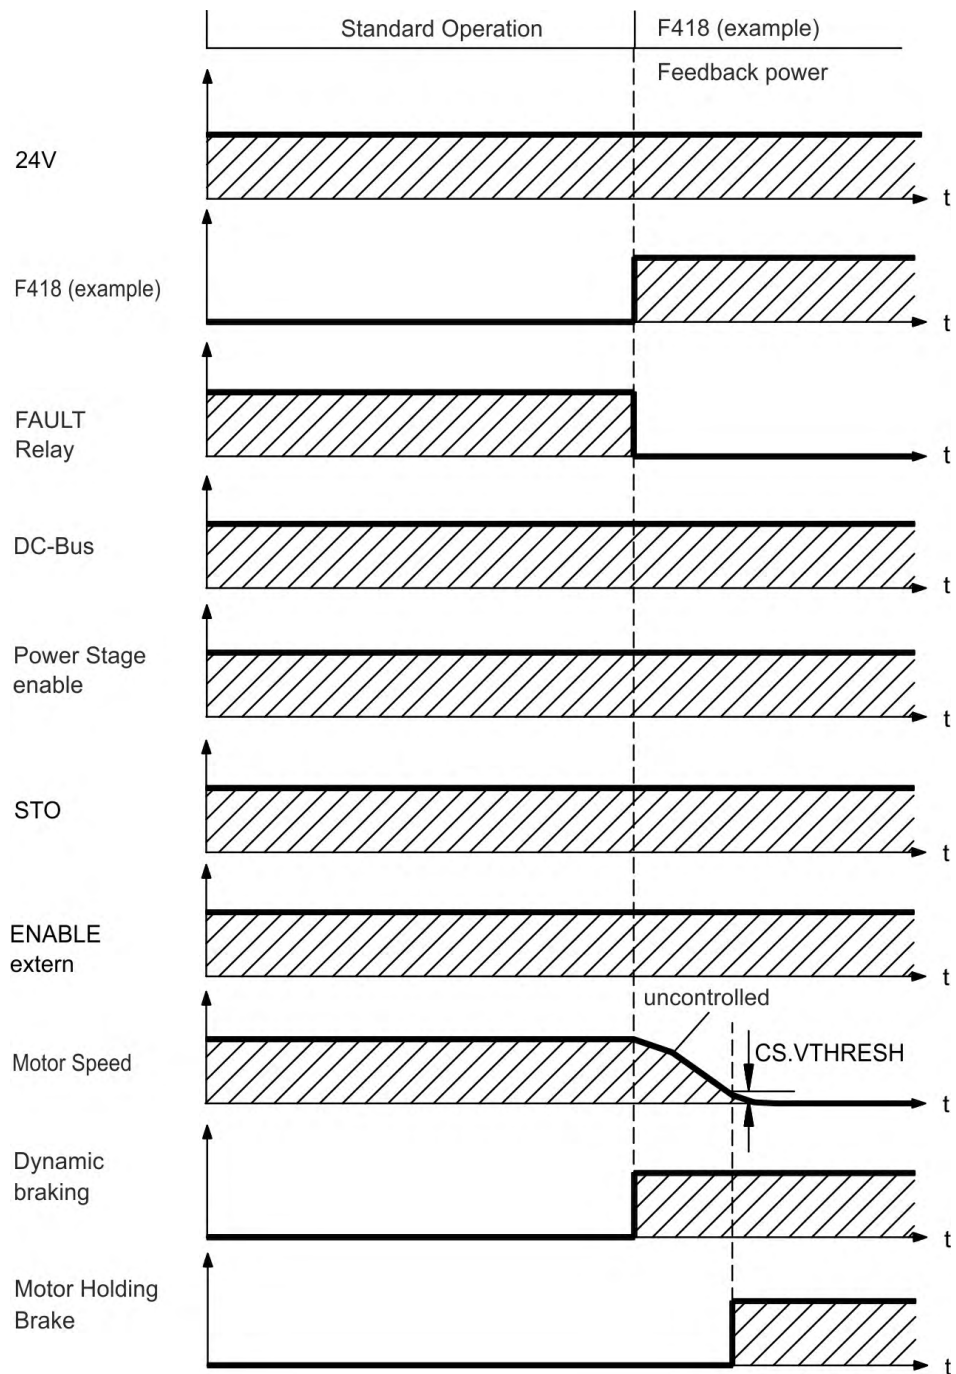 Standard Operation
F418 (example)
Feedback power
24V
t
F418 (example)
t
FAULT
Relay
t
DC-Bus
t
Power Stage
enable
t
STO
t
ENABLE
extern
t
uncontrolled
CS.VTHRESH
Motor Speed
t
Dynamic
braking
t
Motor Holding
Brake
t